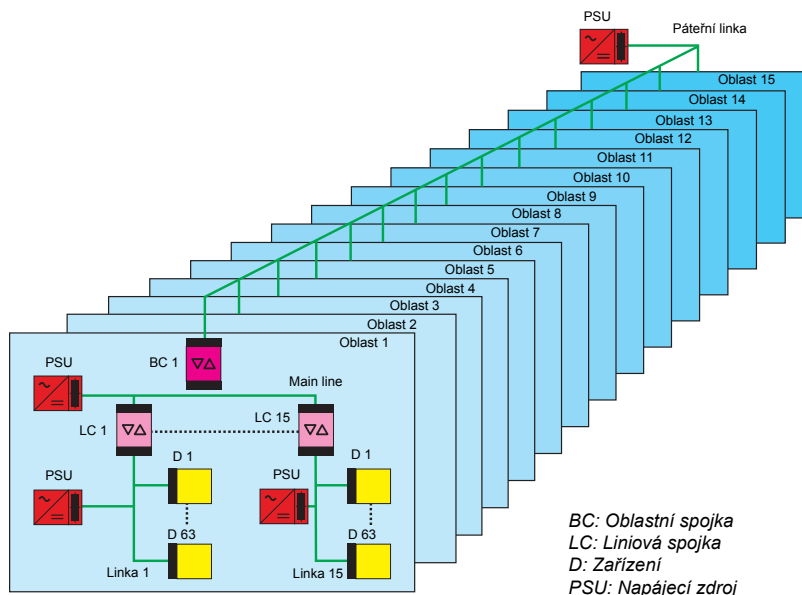 PSU
Páteřní linka
Oblast 15
Oblast 14
Oblast 13
Oblast 12
Oblast 11
Oblast 10
Oblast 9
Oblast 8
Oblast 7
Oblast 6
Oblast 5
Oblast 4
Oblast 3
Oblast 2
Oblast 1
BC 1
PSU
Main line
LC 1
LC 15
D 1
D 1
PSU
PSU
D 63
D 63
Linka 1
Linka 15
BC: Oblastní spojka
LC: Liniová spojka
D: Zařízení
PSU: Napájecí zdroj